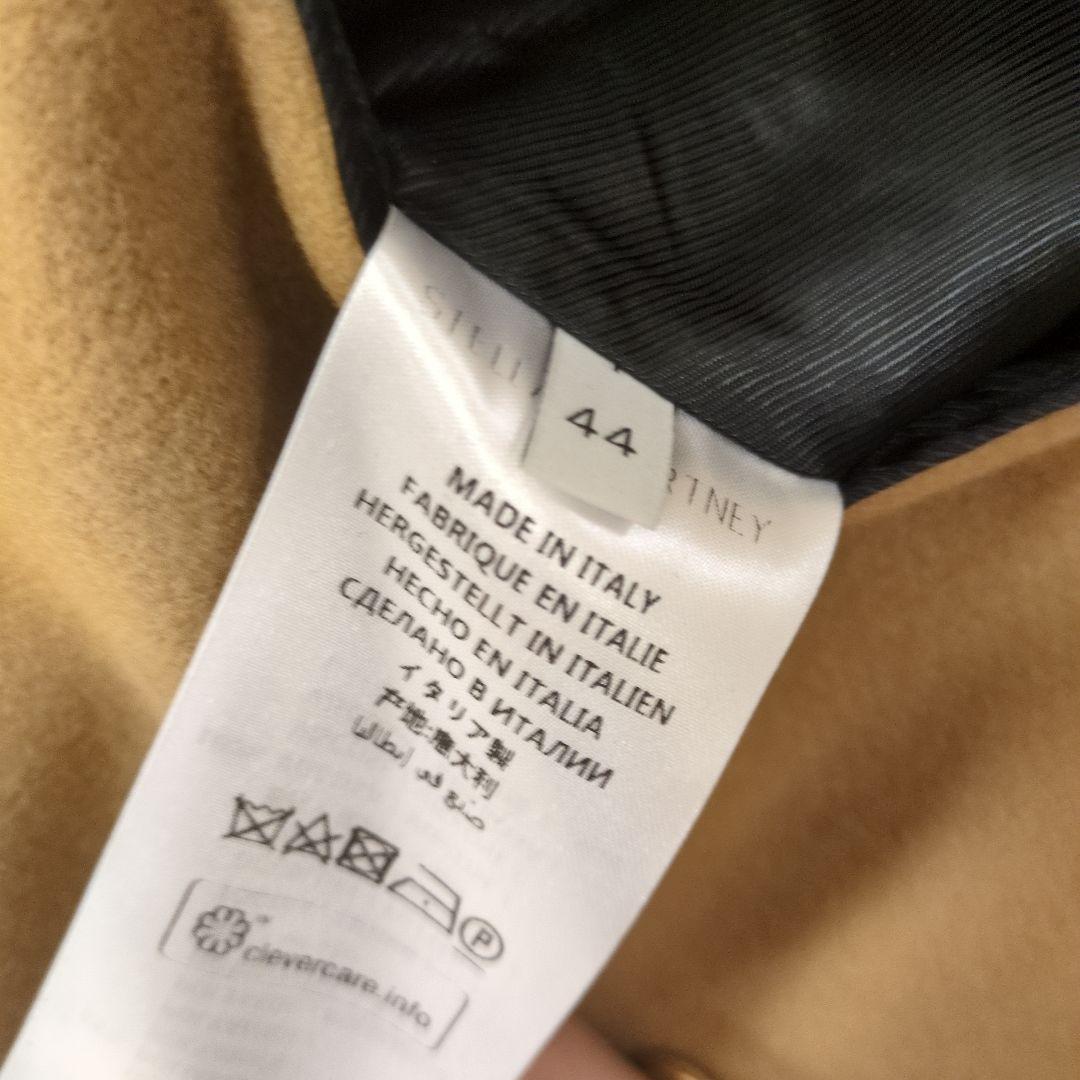 44
MADE IN ITALY
FABRIQUE EN ITALIE
HERGESTELLT IN ITALIEN
HECHO EN ITALIA
СДЕЛАНО В ИТАЛИИ
イタリア製
产地:意大利
صنع في إيطاليا
P
clevercare.info